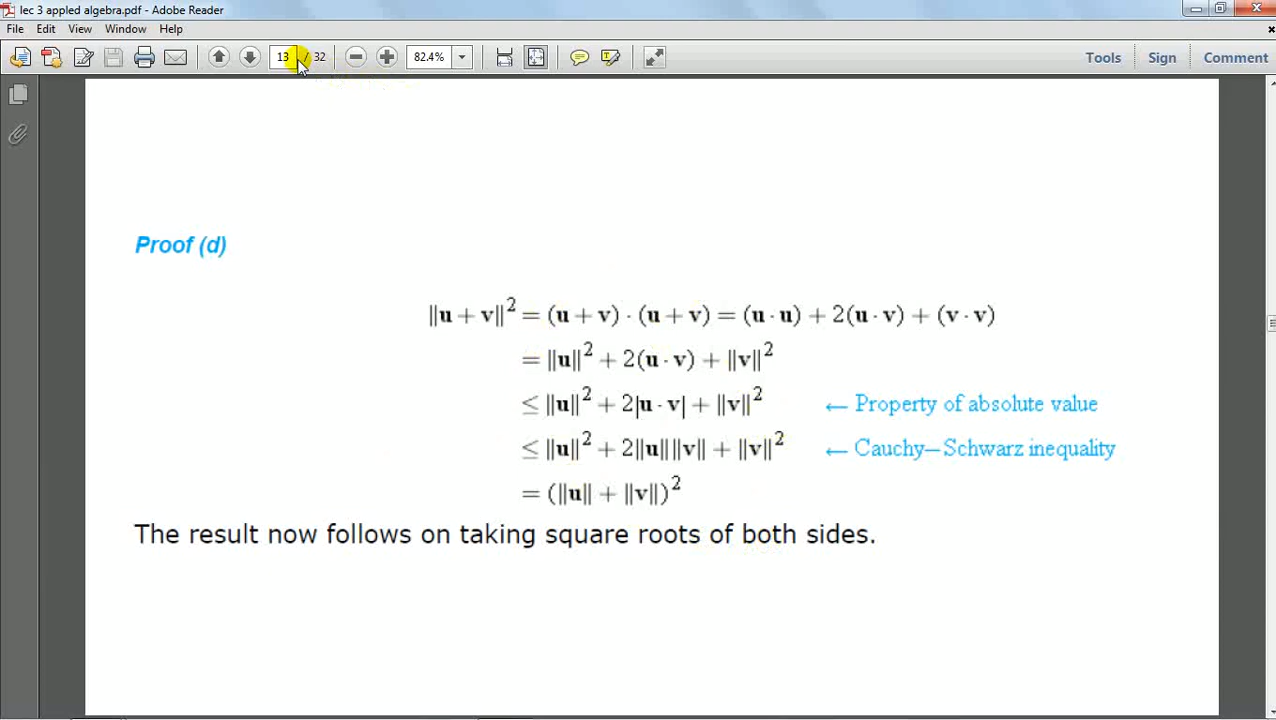 lec 3 appled algebra.pdf - Adobe Reader
File Edit View Window Help
13 / 32 82.4% Tools Sign Comment
Proof (d)
‖u + v‖² = (u + v) · (u + v) = (u · u) + 2(u · v) + (v · v)
= ‖u‖² + 2(u · v) + ‖v‖²
≤ ‖u‖² + 2|u · v| + ‖v‖² ← Property of absolute value
≤ ‖u‖² + 2‖u‖‖v‖ + ‖v‖² ← Cauchy–Schwarz inequality
= (‖u‖ + ‖v‖)²
The result now follows on taking square roots of both sides.